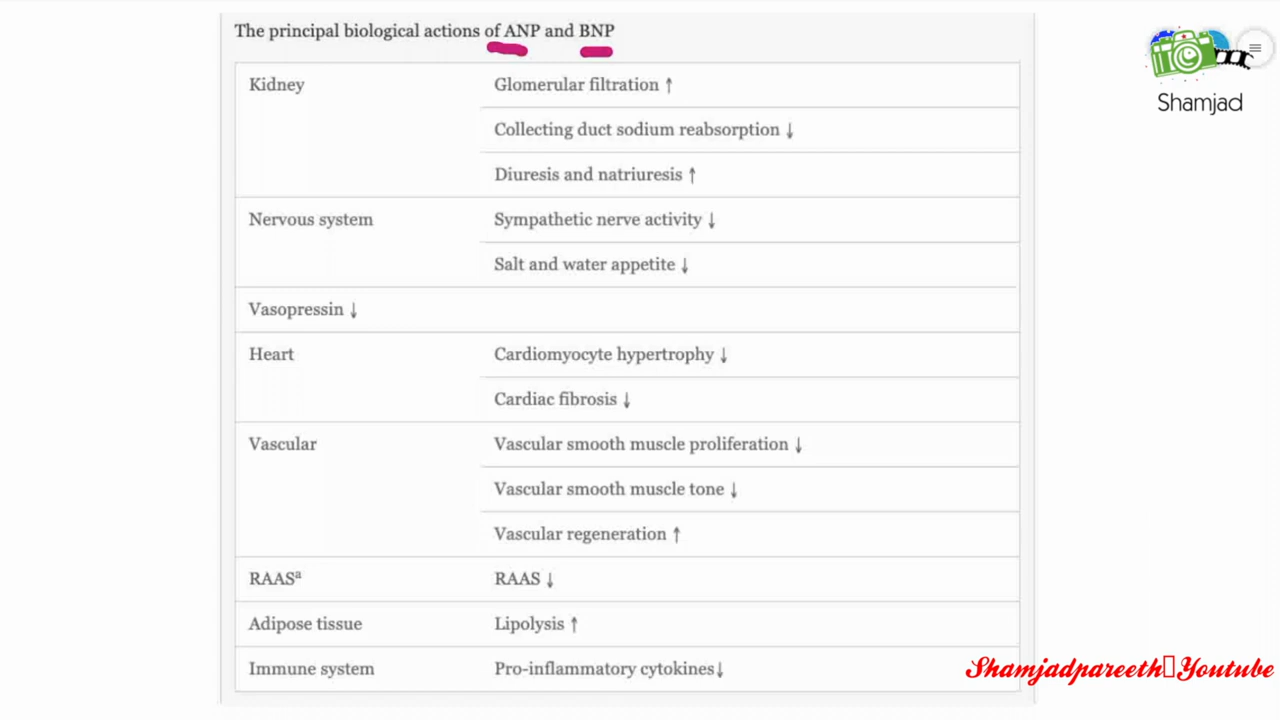 The principal biological actions of ANP and BNP
Kidney Glomerular filtration ↑
Collecting duct sodium reabsorption ↓
Diuresis and natriuresis ↑
Nervous system Sympathetic nerve activity ↓
Salt and water appetite ↓
Vasopressin ↓
Heart Cardiomyocyte hypertrophy ↓
Cardiac fibrosis ↓
Vascular Vascular smooth muscle proliferation ↓
Vascular smooth muscle tone ↓
Vascular regeneration ↑
RAASª RAAS ↓
Adipose tissue Lipolysis ↑
Immune system Pro-inflammatory cytokines↓
Shamjad
Shamjadpareeth▯Youtube